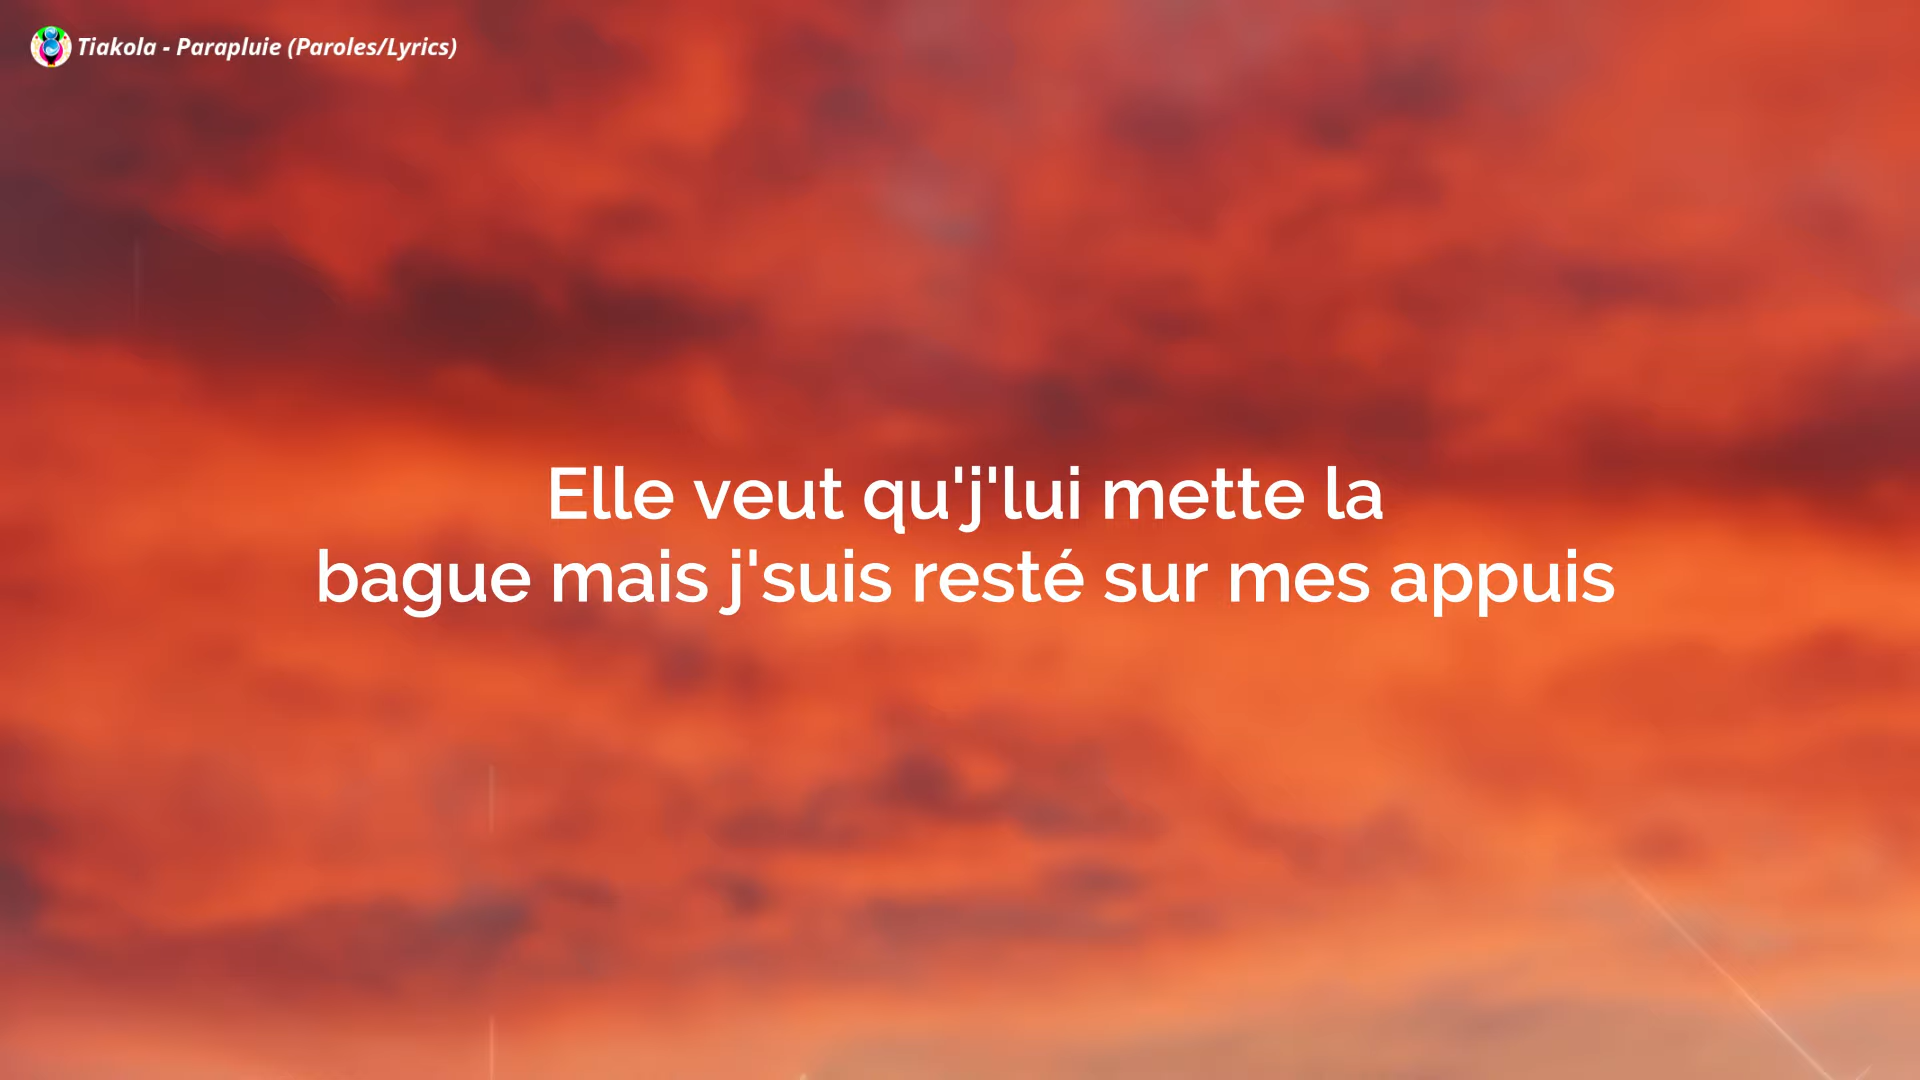 Tiakola - Parapluie (Paroles/Lyrics)
Elle veut qu'j'lui mette la
bague mais j'suis resté sur mes appuis